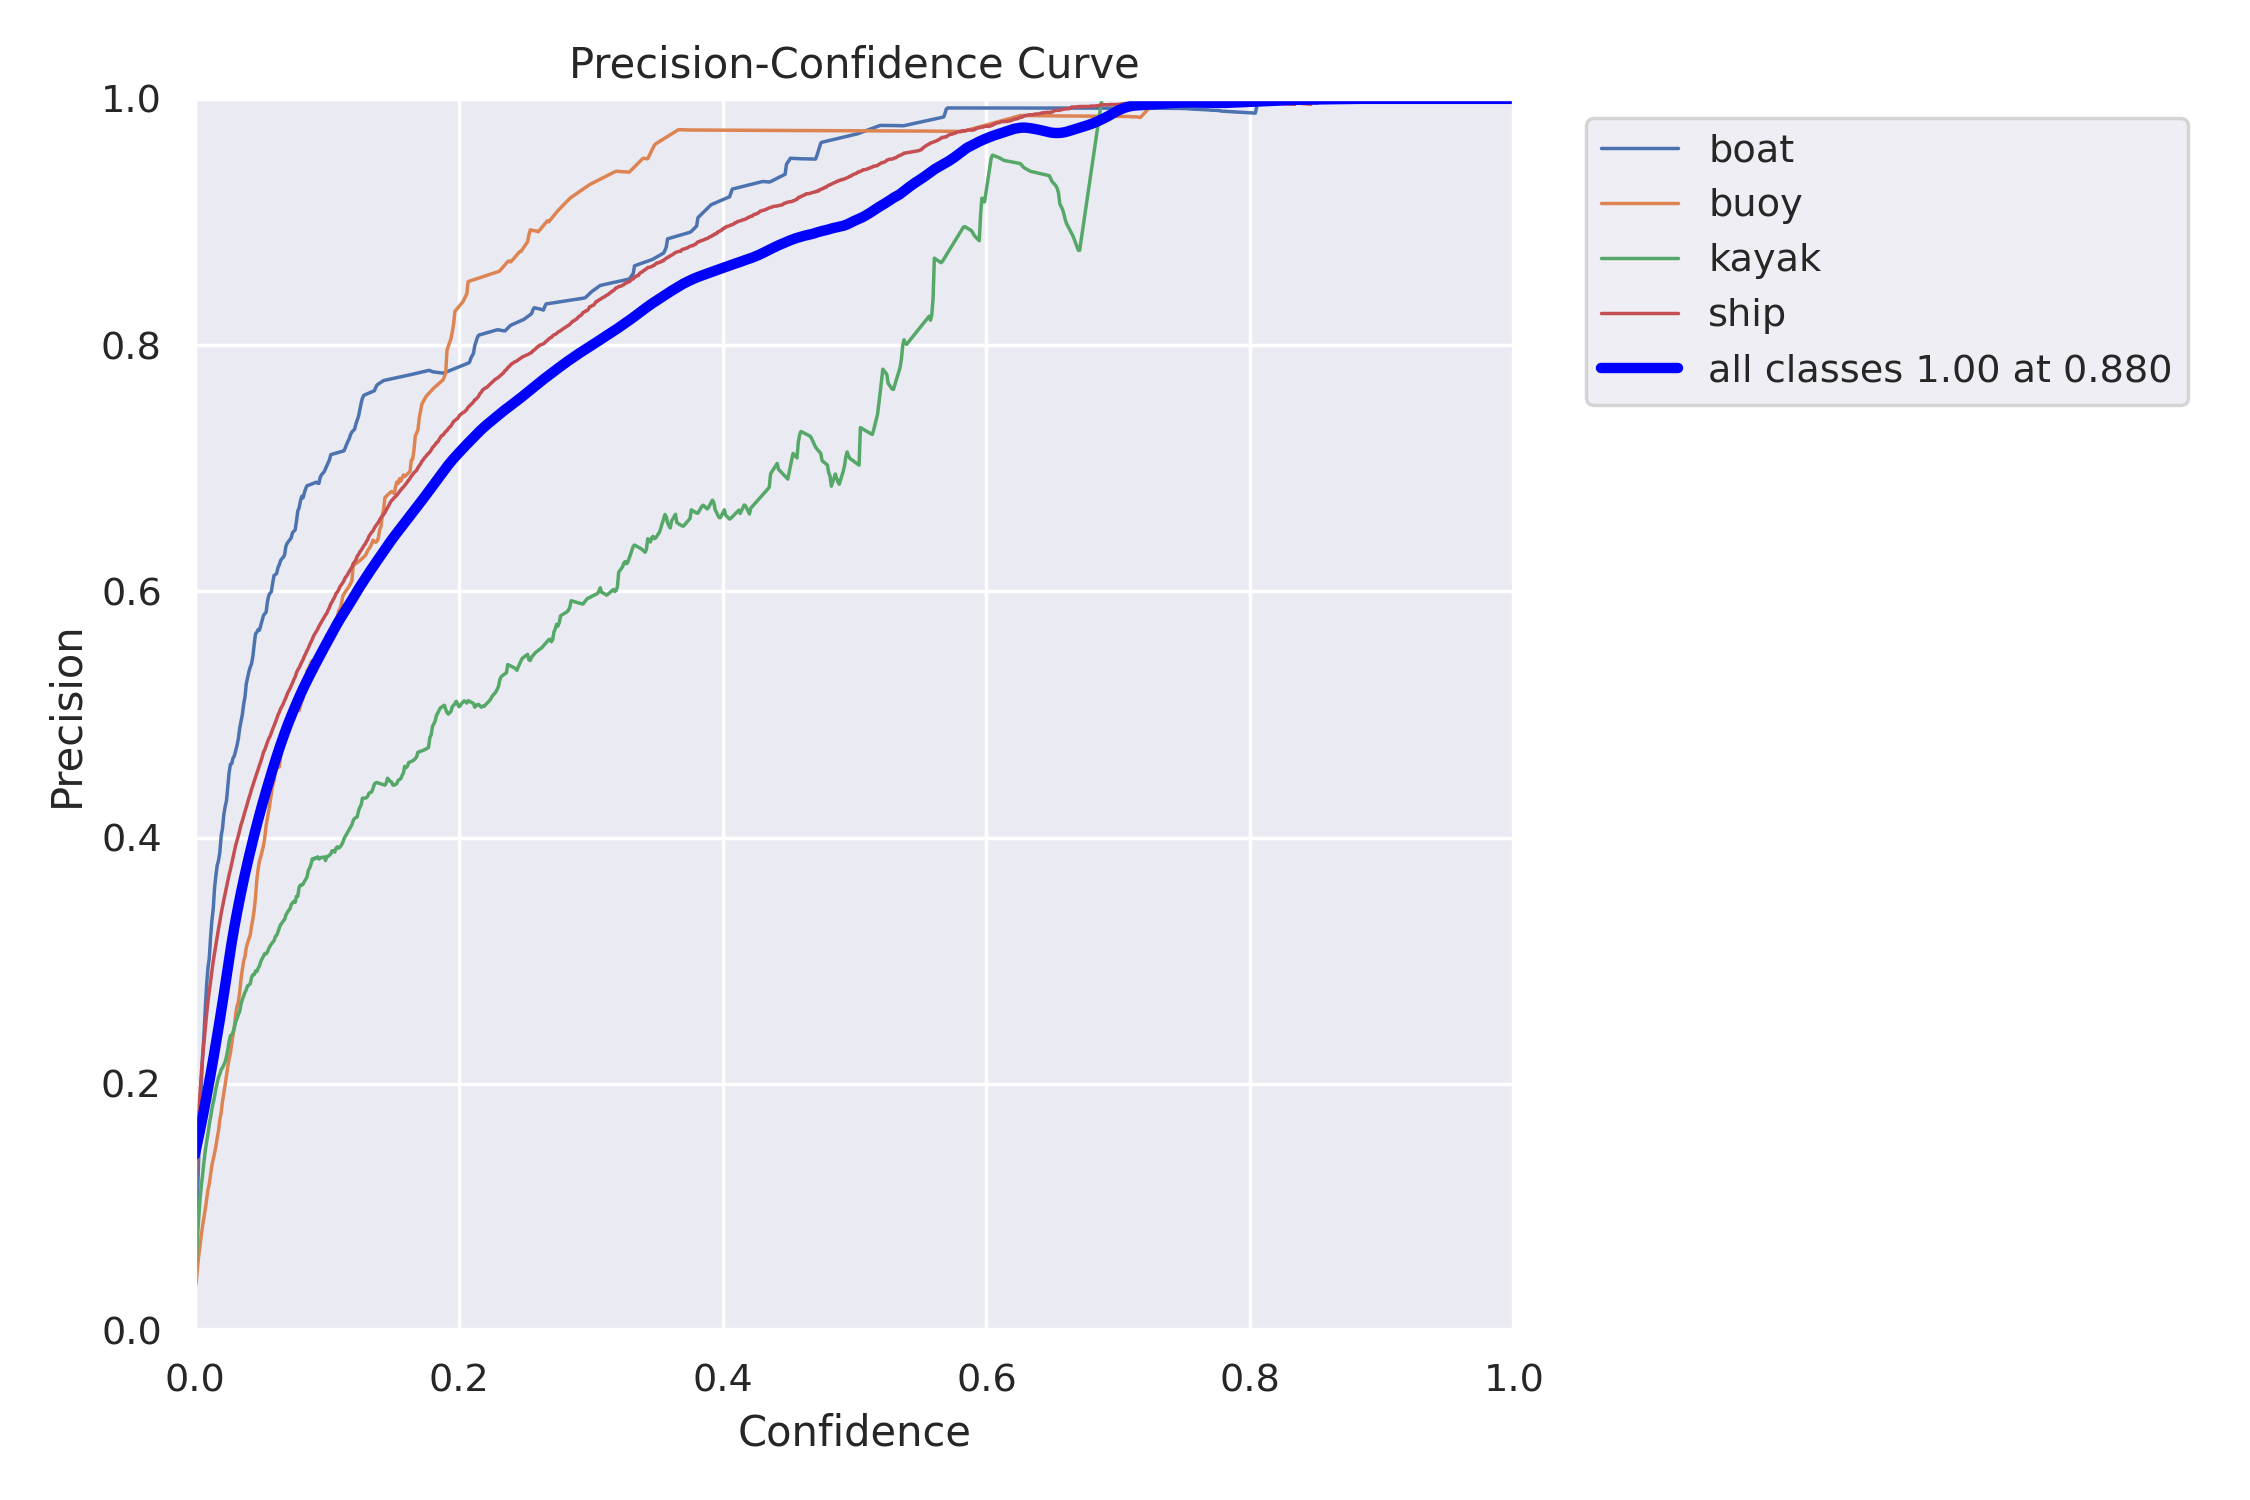 Precision-Confidence Curve
1.0
0.8
0.6
0.4
0.2
0.0
Precision
0.0 0.2 0.4 0.6 0.8 1.0
Confidence
boat
buoy
kayak
ship
all classes 1.00 at 0.880